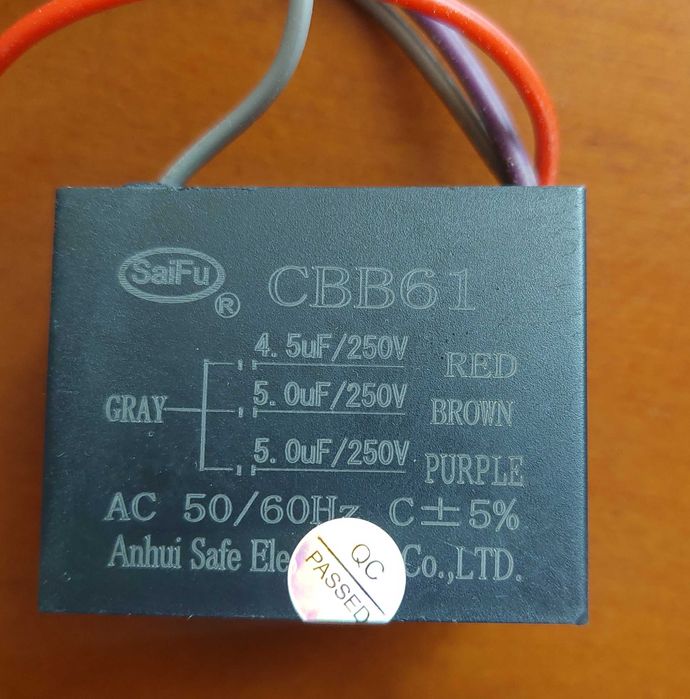 SaiFu ® CBB61
4.5uF/250V RED
GRAY 5.0uF/250V BROWN
5.0uF/250V PURPLE
AC 50/60Hz C±5%
Anhui Safe Co.,LTD.
QC
PASSED